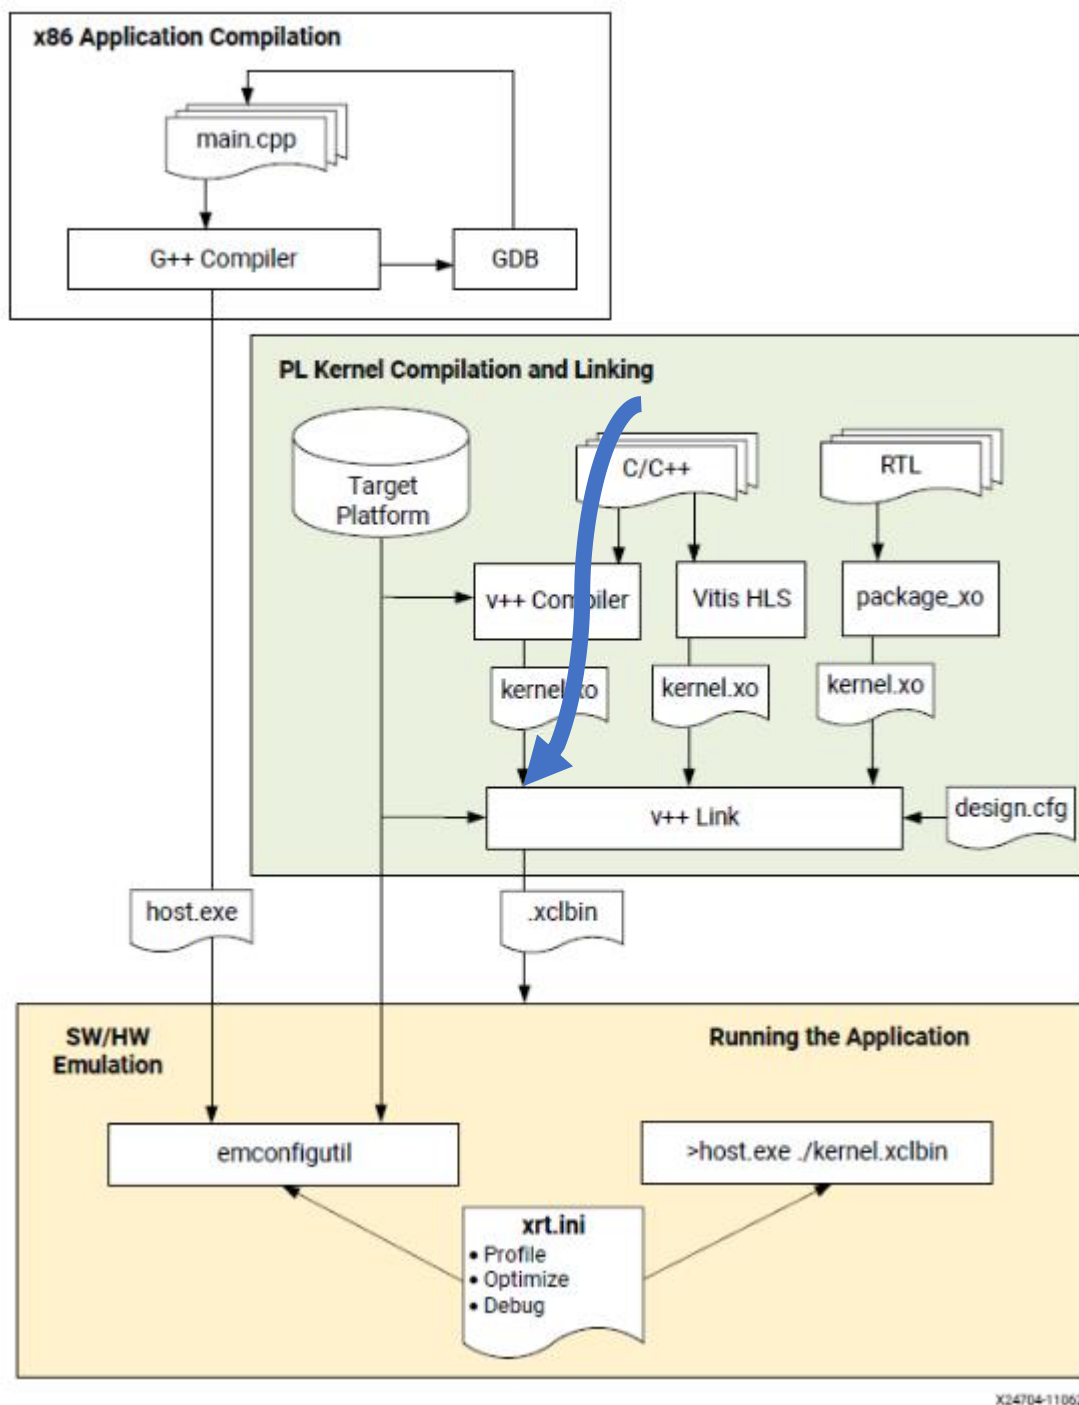 x86 Application Compilation
main.cpp
G++ Compiler
GDB
PL Kernel Compilation and Linking
Target
Platform
C/C++
RTL
v++ Compiler
Vitis HLS
package_xo
kernel.xo
kernel.xo
kernel.xo
v++ Link
design.cfg
host.exe
.xclbin
SW/HW
Emulation
Running the Application
emconfigutil
>host.exe ./kernel.xclbin
xrt.ini
• Profile
• Optimize
• Debug